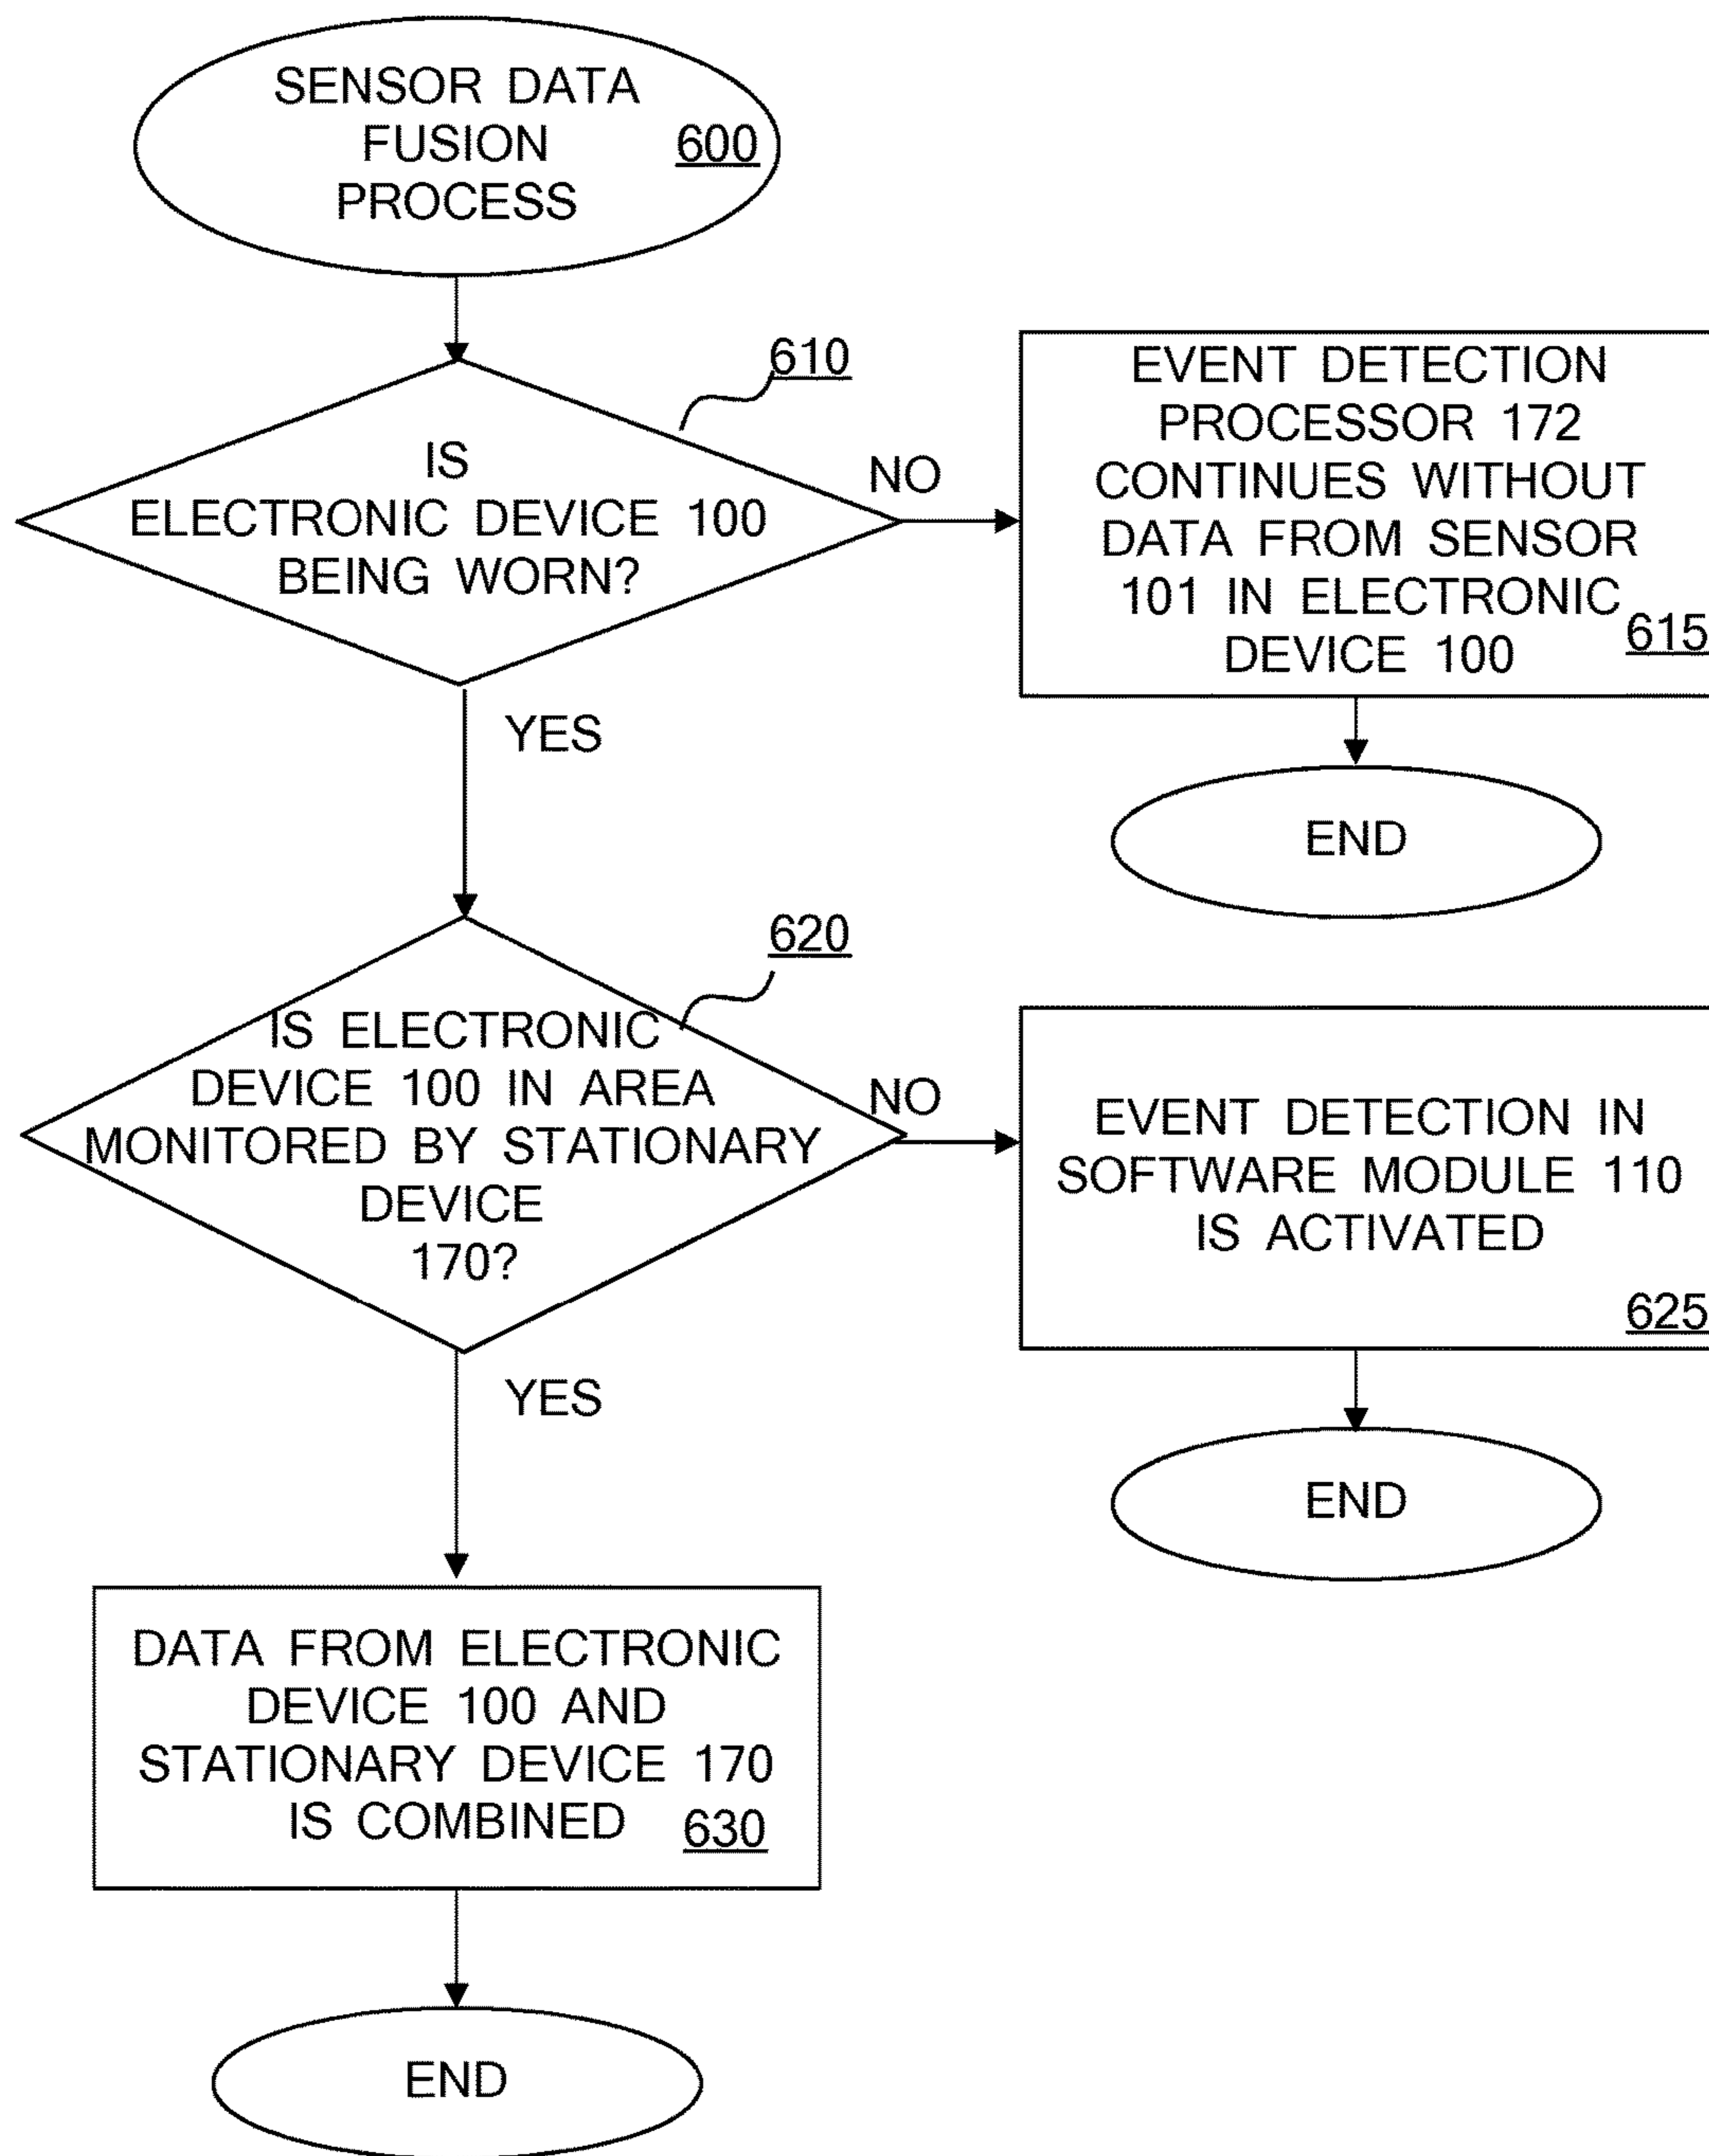 SENSOR DATA
FUSION
PROCESS
600
610
IS
ELECTRONIC DEVICE 100
BEING WORN?
NO
EVENT DETECTION
PROCESSOR 172
CONTINUES WITHOUT
DATA FROM SENSOR
101 IN ELECTRONIC
DEVICE 100
615
END
YES
620
IS ELECTRONIC
DEVICE 100 IN AREA
MONITORED BY STATIONARY
DEVICE
170?
NO
EVENT DETECTION IN
SOFTWARE MODULE 110
IS ACTIVATED
625
END
YES
DATA FROM ELECTRONIC
DEVICE 100 AND
STATIONARY DEVICE 170
IS COMBINED
630
END